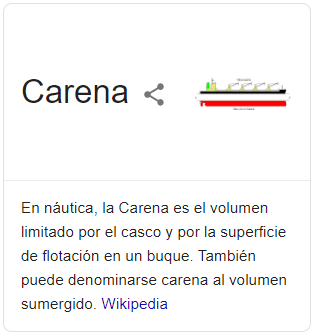 Carena
En náutica, la Carena es el volumen
limitado por el casco y por la superficie
de flotación en un buque. También
puede denominarse carena al volumen
sumergido. Wikipedia